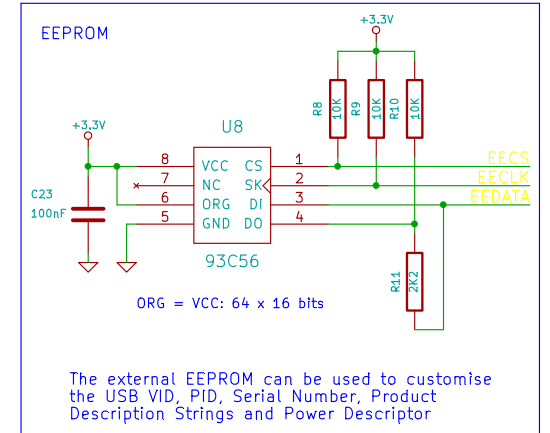 EEPROM
+3.3V
R8
10K
R9
10K
R10
10K
U8
+3.3V
8 VCC CS 1
7 NC SK 2
6 ORG DI 3
5 GND DO 4
EECS
EECLK
EEDATA
C23
100nF
93C56
R11
2K2
ORG = VCC: 64 x 16 bits
The external EEPROM can be used to customise
the USB VID, PID, Serial Number, Product
Description Strings and Power Descriptor